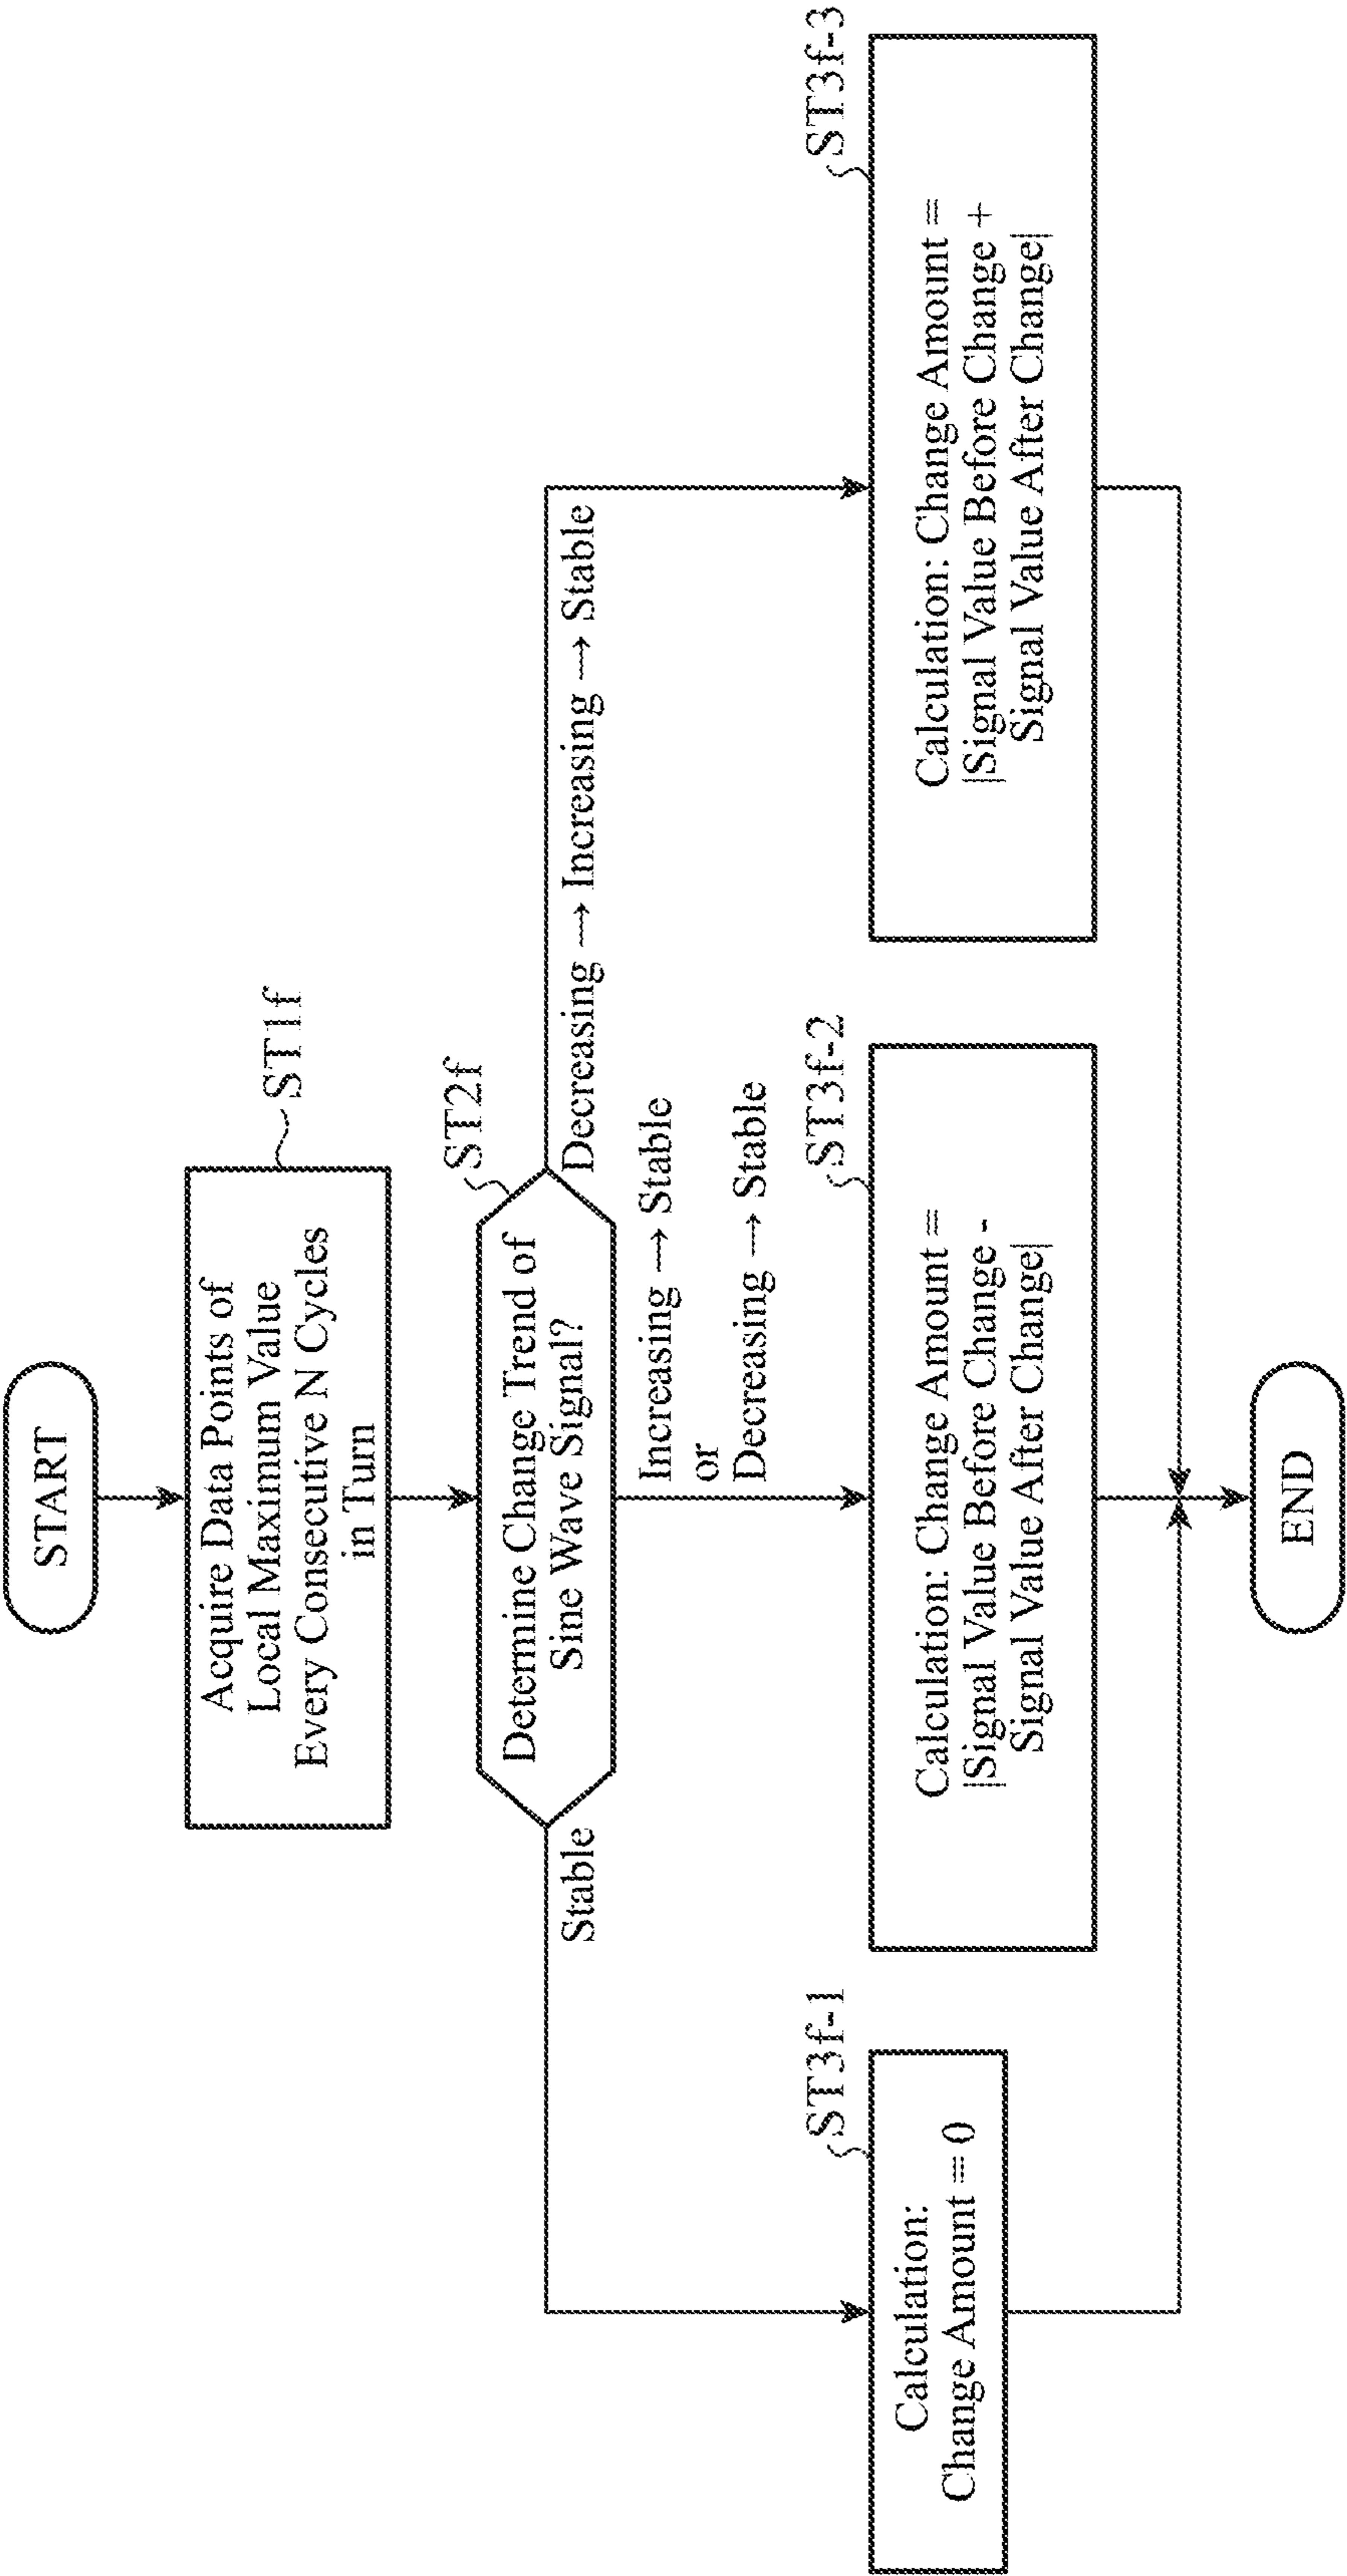 START
Acquire Data Points of
Local Maximum Value
Every Consecutive N Cycles
in Turn
ST1f
Determine Change Trend of
Sine Wave Signal?
ST2f
Stable
Increasing → Stable
or
Decreasing → Stable
Decreasing → Increasing → Stable
ST3f-1
Calculation:
Change Amount = 0
ST3f-2
Calculation: Change Amount =
|Signal Value Before Change -
Signal Value After Change|
ST3f-3
Calculation: Change Amount =
|Signal Value Before Change +
Signal Value After Change|
END